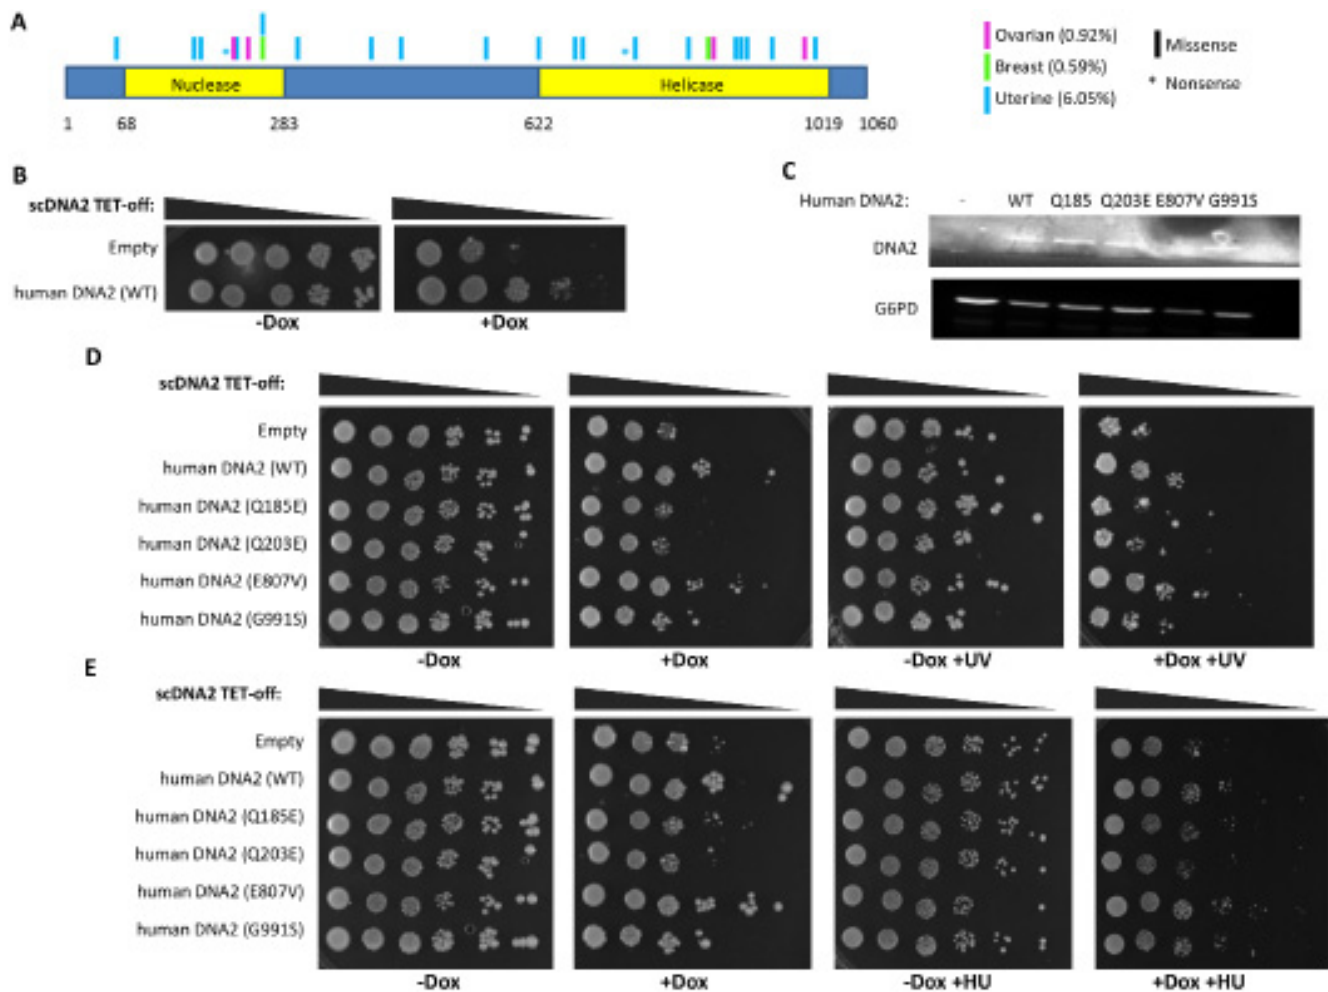 A
Ovarian (0.92%)
Breast (0.59%)
Uterine (6.05%)
Missense
* Nonsense
Nuclease
Helicase
1 68 283 622 1019 1060
B
scDNA2 TET-off:
Empty
human DNA2 (WT)
-Dox +Dox
C
Human DNA2: - WT Q185 Q203E E807V G991S
DNA2
G6PD
D
scDNA2 TET-off:
Empty
human DNA2 (WT)
human DNA2 (Q185E)
human DNA2 (Q203E)
human DNA2 (E807V)
human DNA2 (G991S)
-Dox +Dox -Dox +UV +Dox +UV
E
scDNA2 TET-off:
Empty
human DNA2 (WT)
human DNA2 (Q185E)
human DNA2 (Q203E)
human DNA2 (E807V)
human DNA2 (G991S)
-Dox +Dox -Dox +HU +Dox +HU